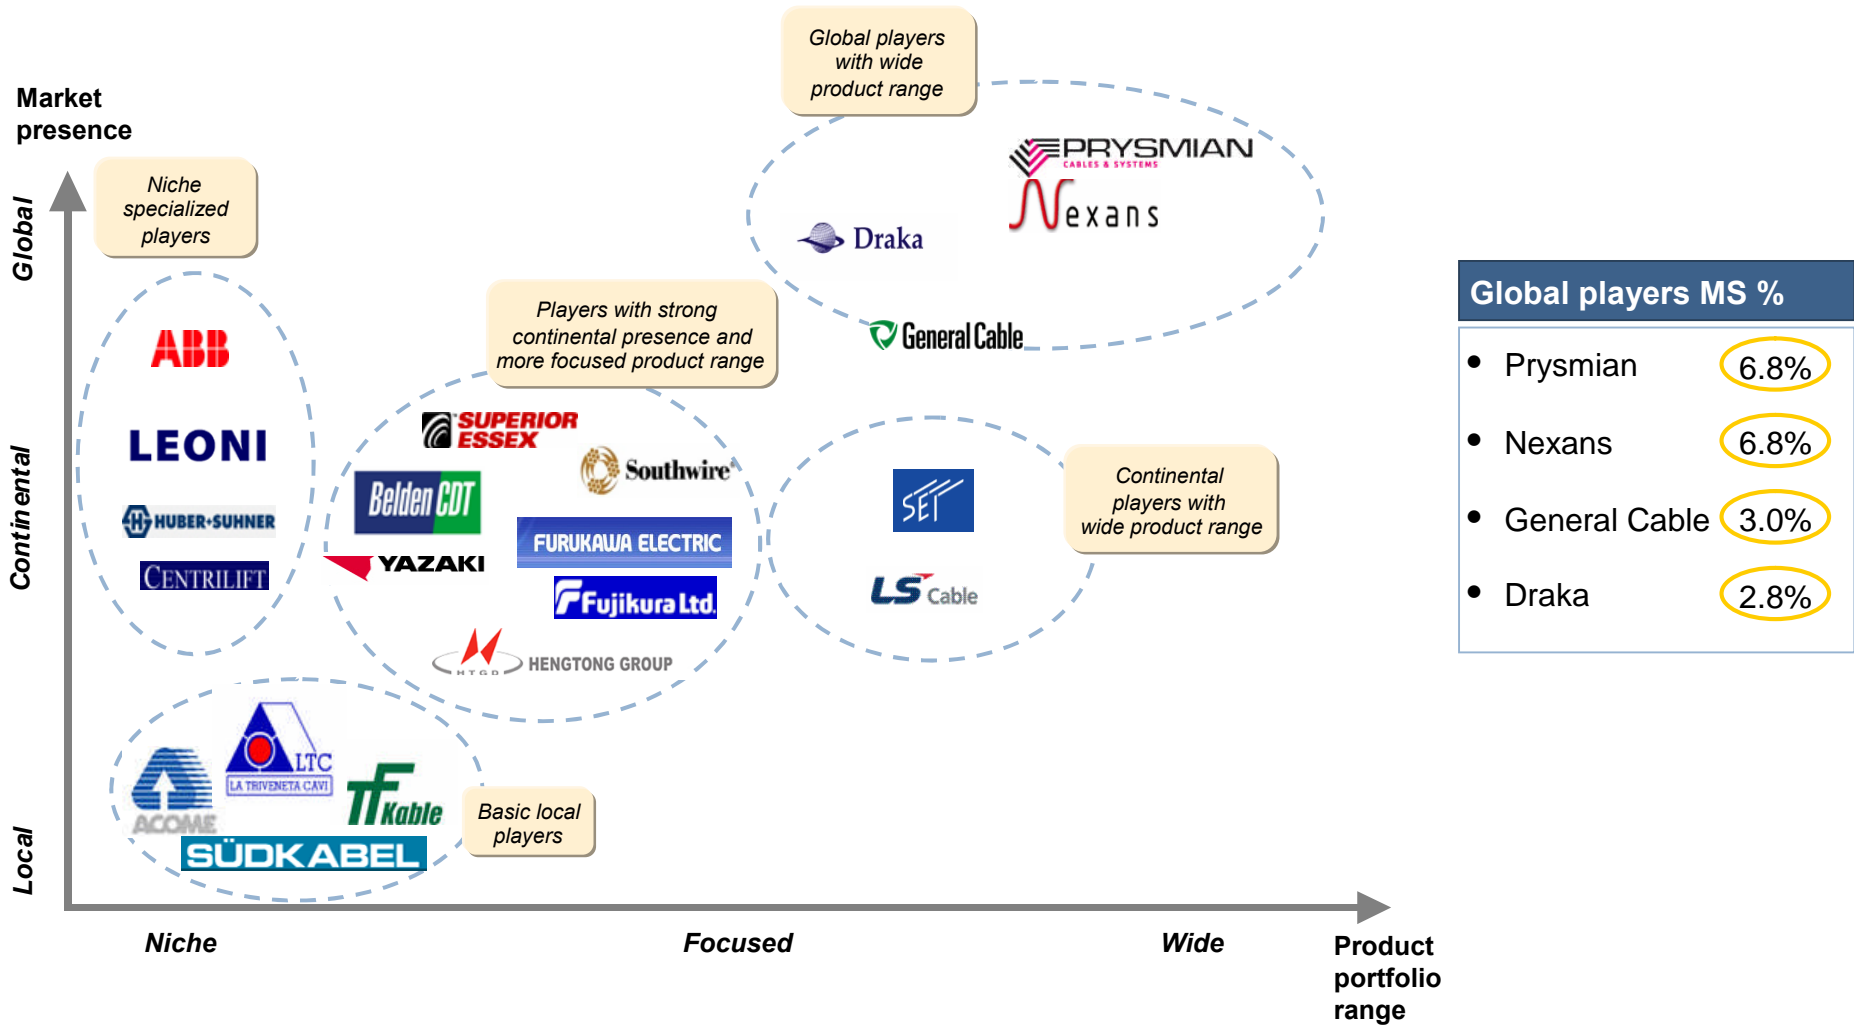 Global players
with wide
product range
Market
presence
PRYSMIAN
CABLES & SYSTEMS
Niche
specialized
players
Nexans
Global
Draka
Global players MS %
Players with strong
continental presence and
more focused product range
General Cable
ABB
• Prysmian 6.8%
SUPERIOR
ESSEX
LEONI
Southwire
• Nexans 6.8%
Continental
players with
wide product range
Belden CDT
SET
HUBER+SUHNER
• General Cable 3.0%
Continental
FURUKAWA ELECTRIC
YAZAKI
CENTRILIFT
Fujikura Ltd.
LS Cable
• Draka 2.8%
HTGD
HENGTONG GROUP
LTC
LA TRIVENETA CAVI
TF Kable
ACOME
Basic local
players
SÜDKABEL
Local
Niche
Focused
Wide
Product
portfolio
range